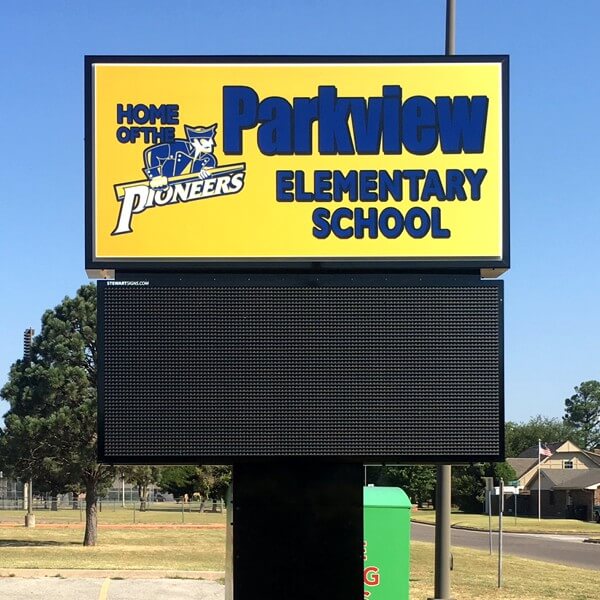 HOME
OF THE
PIONEERS
Parkview
ELEMENTARY
SCHOOL
STEWARTSIGNS.COM
G